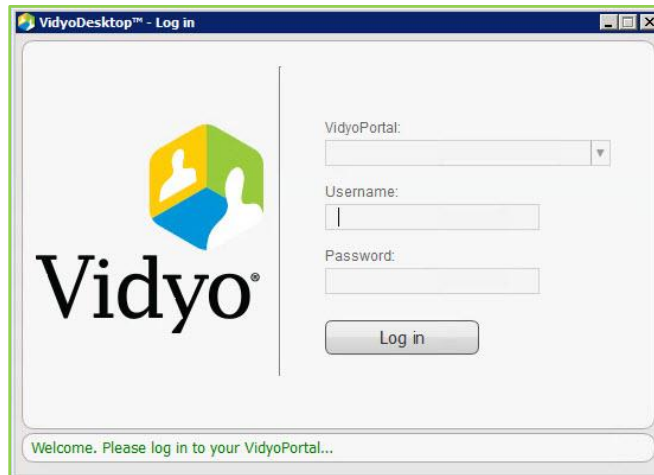 VidyoDesktop™ - Log in
VidyoPortal:
Username:
Password:
Vidyo®
Log in
Welcome. Please log in to your VidyoPortal...